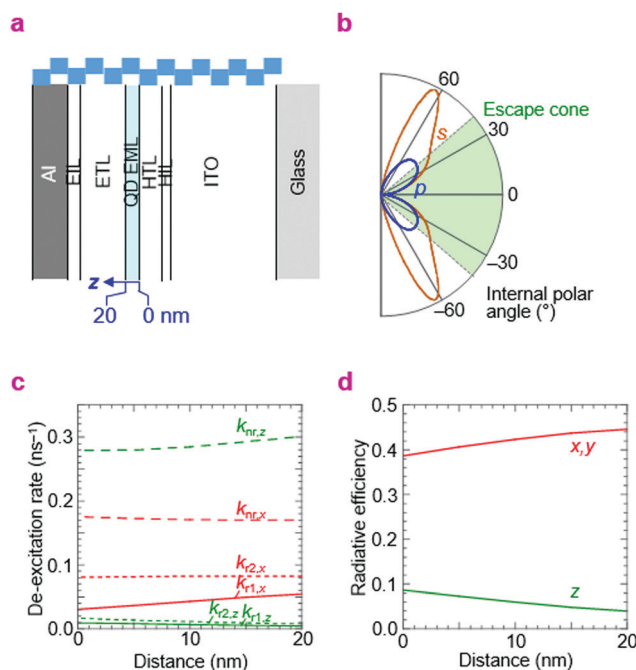 a
Al
EIL
ETL
QD EML
HTL
HIL
ITO
Glass
z
20
0 nm
b
60
Escape cone
30
s
p
0
–30
Internal polar
angle (°)
–60
c
De-excitation rate (ns⁻¹)
0.3
0.2
0.1
0.0
k_nr,z
k_nr,x
k_r2,x
k_r1,x
k_r2,z k_r1,z
0 10 20
Distance (nm)
d
Radiative efficiency
0.5
0.4
0.3
0.2
0.1
0.0
x,y
z
0 10 20
Distance (nm)